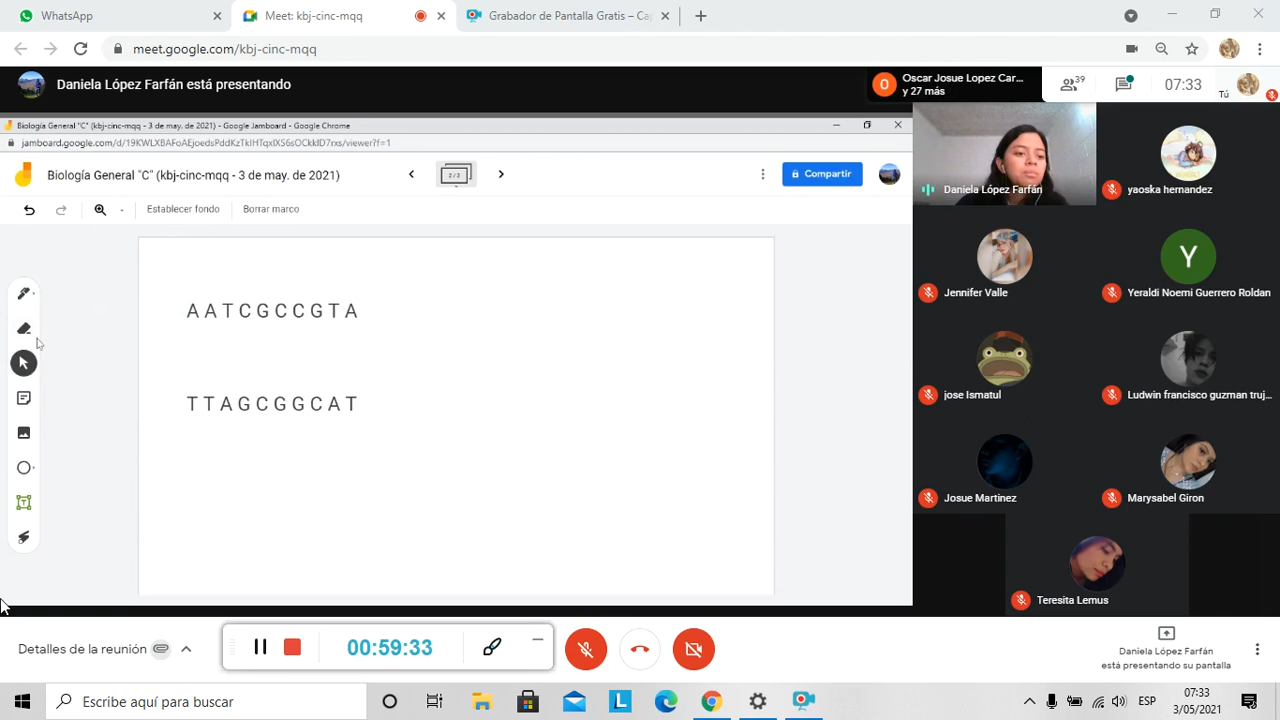 WhatsApp
Meet: kbj-cinc-mqq
Grabador de Pantalla Gratis – Ca
meet.google.com/kbj-cinc-mqq
Daniela López Farfán está presentando
O
Oscar Josue Lopez Car...
y 27 más
39
07:33
Tú
Biología General "C" (kbj-cinc-mqq - 3 de may. de 2021) - Google Jamboard - Google Chrome
Biología General "C" (kbj-cinc-mqq - 3 de may. de 2021)
2 / 2
Compartir
Establecer fondo
Borrar marco
A A T C G C C G T A
T T A G C G G C A T
Daniela López Farfán
yaoska hernandez
Jennifer Valle
Y
Yeraldi Noemi Guerrero Roldan
jose Ismatul
Ludwin francisco guzman truj...
Josue Martinez
Marysabel Giron
Teresita Lemus
Detalles de la reunión
00:59:33
Daniela López Farfán
está presentando su pantalla
Escribe aquí para buscar
L
ESP
07:33
3/05/2021